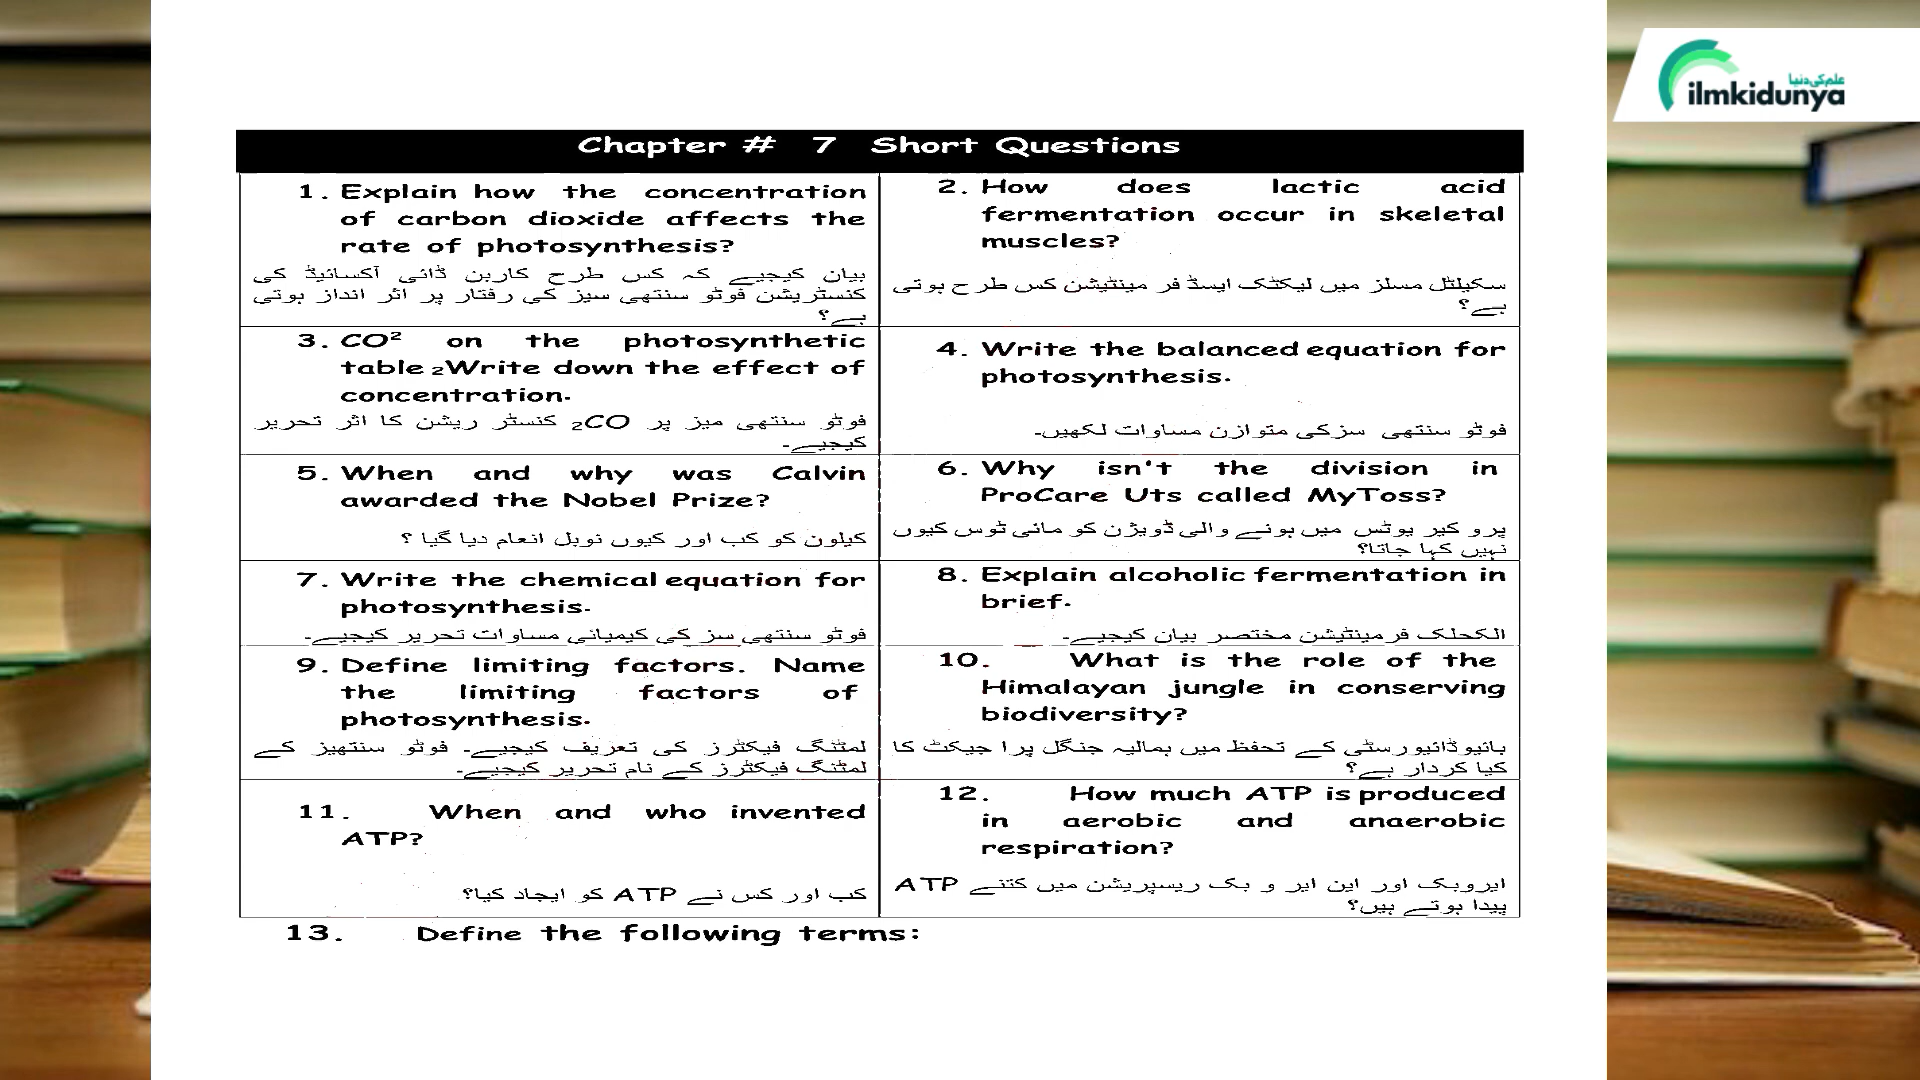 علم کی دنیا
ilmkidunya
Chapter # 7 Short Questions
1. Explain how the concentration
of carbon dioxide affects the
rate of photosynthesis?
بیان کیجیے کہ کس طرح کاربن ڈائی آکسائیڈ کی
کنسٹریشن فوٹو سنتھی سیز کی رفتار پر اثر انداز ہوتی
ہے؟
2. How does lactic acid
fermentation occur in skeletal
muscles?
سکیلٹل مسلز میں لیکٹک ایسڈ فر مینٹیشن کس طرح ہوتی
ہے؟
3. CO² on the photosynthetic
table ₂Write down the effect of
concentration.
فوٹو سنتھی میز پر ₂CO کنسٹر ریشن کا اثر تحریر
کیجیے۔
4. Write the balanced equation for
photosynthesis.
فوٹو سنتھی سزکی متوازن مساوات لکھیں۔
5. When and why was Calvin
awarded the Nobel Prize?
کیلون کو کب اور کیوں نوبل انعام دیا گیا ؟
6. Why isn't the division in
ProCare Uts called MyToss?
پرو کیر یوٹس میں ہونے والی ڈویژن کو مائی ٹوس کیوں
نہیں کہا جاتا؟
7. Write the chemical equation for
photosynthesis.
فوٹو سنتھی سز کی کیمیائی مساوات تحریر کیجیے۔
8. Explain alcoholic fermentation in
brief.
الکحلک فرمینٹیشن مختصر بیان کیجیے۔
9. Define limiting factors. Name
the limiting factors of
photosynthesis.
لمٹنگ فیکٹرز کی تعریف کیجیے۔ فوٹو سنتھیز کے
لمٹنگ فیکٹرز کے نام تحریر کیجیے۔
10. What is the role of the
Himalayan jungle in conserving
biodiversity?
بائیوڈائیورسٹی کے تحفظ میں ہمالیہ جنگل پرا جیکٹ کا
کیا کردار ہے؟
11. When and who invented
ATP?
کب اور کس نے ATP کو ایجاد کیا؟
12. How much ATP is produced
in aerobic and anaerobic
respiration?
ایروبک اور این ایر و بک ریسپریشن میں کتنے ATP
پیدا ہوتے ہیں؟
13. Define the following terms: